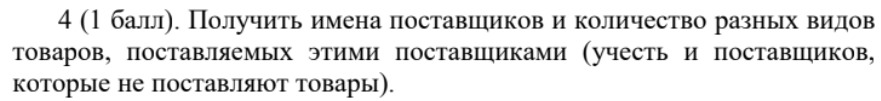 4 (1 балл). Получить имена поставщиков и количество разных видов
товаров, поставляемых этими поставщиками (учесть и поставщиков,
которые не поставляют товары).